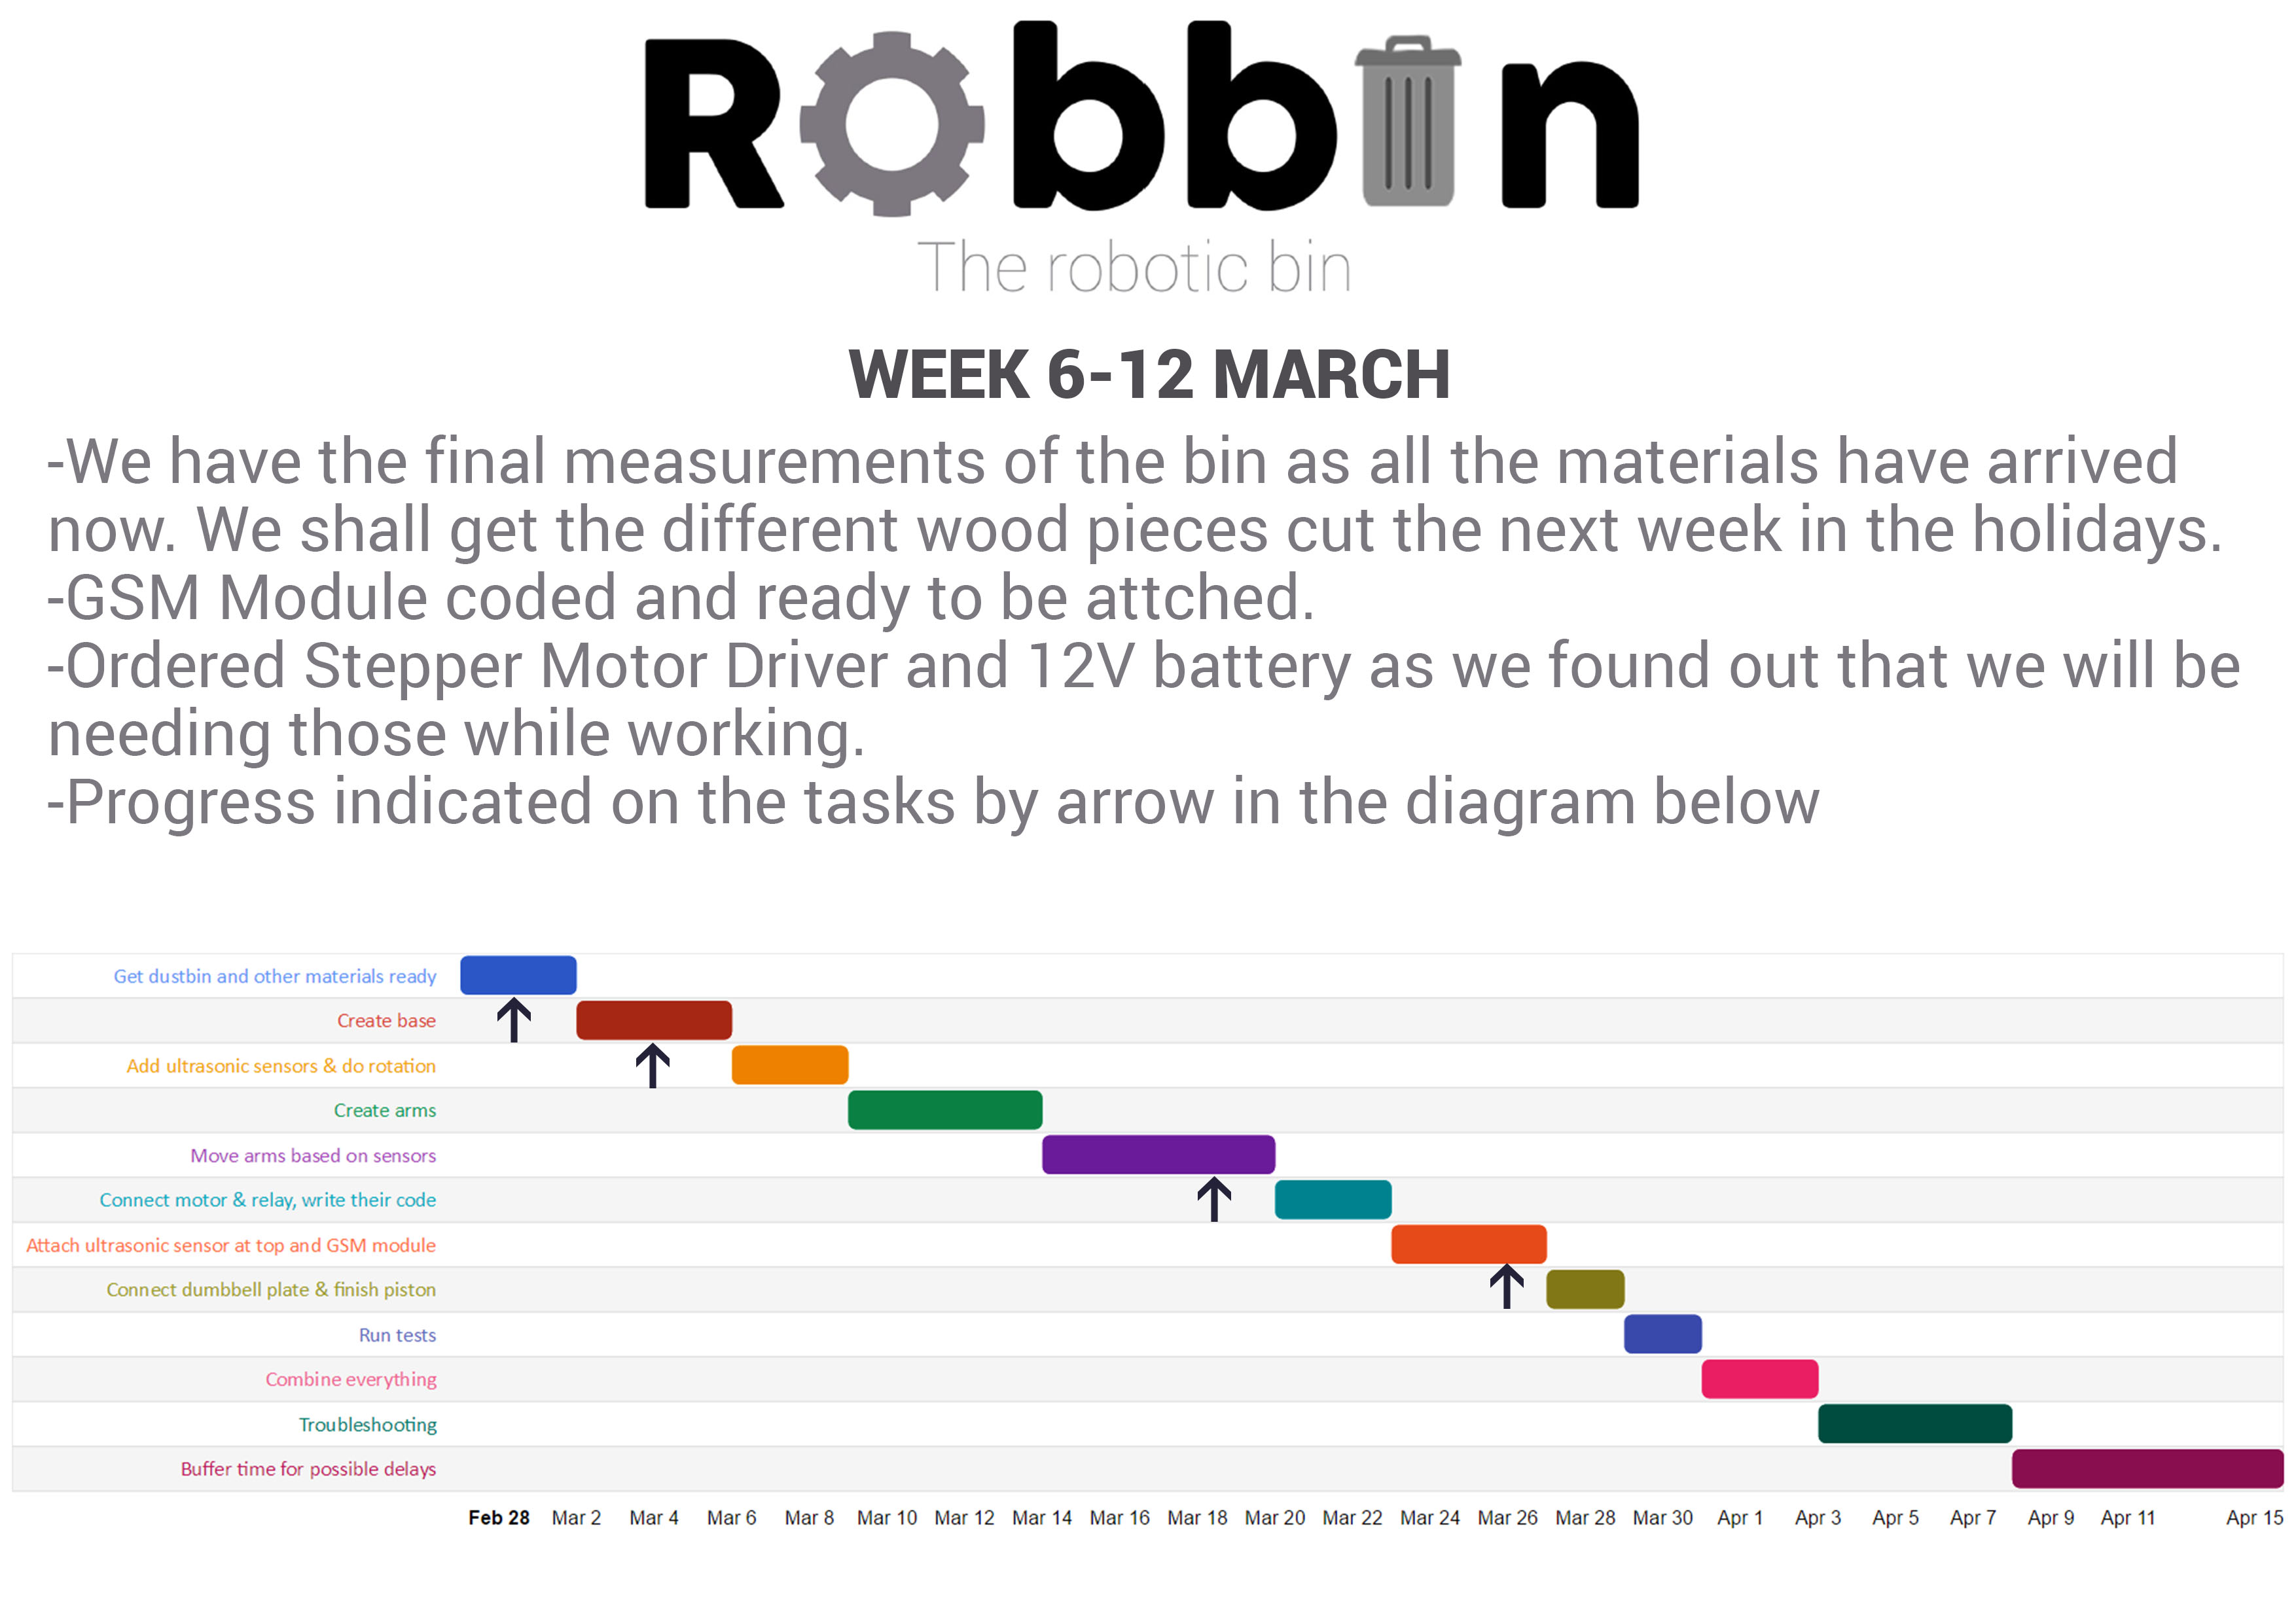 Robbin
The robotic bin
WEEK 6-12 MARCH
-We have the final measurements of the bin as all the materials have arrived
now. We shall get the different wood pieces cut the next week in the holidays.
-GSM Module coded and ready to be attched.
-Ordered Stepper Motor Driver and 12V battery as we found out that we will be
needing those while working.
-Progress indicated on the tasks by arrow in the diagram below
Get dustbin and other materials ready
Create base
Add ultrasonic sensors & do rotation
Create arms
Move arms based on sensors
Connect motor & relay, write their code
Attach ultrasonic sensor at top and GSM module
Connect dumbbell plate & finish piston
Run tests
Combine everything
Troubleshooting
Buffer time for possible delays
Feb 28 Mar 2 Mar 4 Mar 6 Mar 8 Mar 10 Mar 12 Mar 14 Mar 16 Mar 18 Mar 20 Mar 22 Mar 24 Mar 26 Mar 28 Mar 30 Apr 1 Apr 3 Apr 5 Apr 7 Apr 9 Apr 11 Apr 15